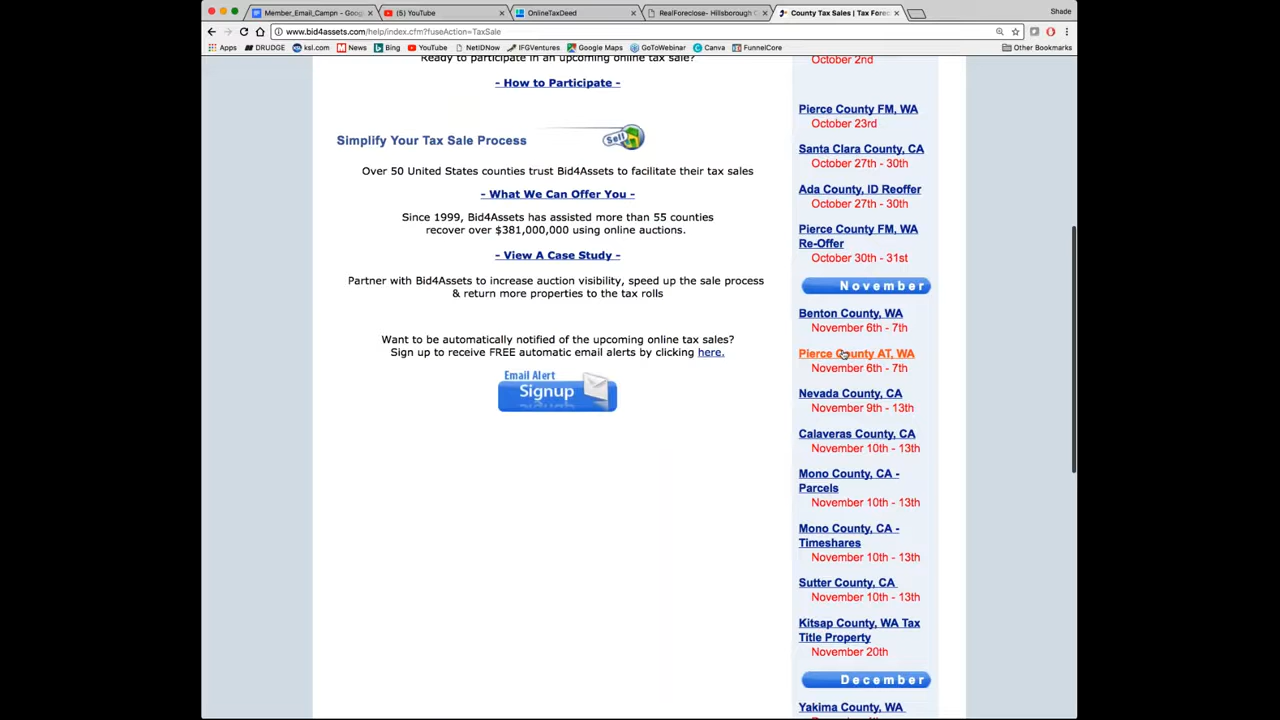 Member_Email_Campn - Goog
(5) YouTube
OnlineTaxDeed
RealForeclose- Hillsborough C
County Tax Sales | Tax Forec
Shade
www.bid4assets.com/help/index.cfm?fuseAction=TaxSale
Apps
DRUDGE
ksl.com
News
Bing
YouTube
NetIDNow
IFGVentures
Google Maps
GoToWebinar
Canva
FunnelCore
Other Bookmarks
Ready to participate in an upcoming online tax sale?
- How to Participate -
Simplify Your Tax Sale Process
Sell
Over 50 United States counties trust Bid4Assets to facilitate their tax sales
- What We Can Offer You -
Since 1999, Bid4Assets has assisted more than 55 counties
recover over $381,000,000 using online auctions.
- View A Case Study -
Partner with Bid4Assets to increase auction visibility, speed up the sale process
& return more properties to the tax rolls
Want to be automatically notified of the upcoming online tax sales?
Sign up to receive FREE automatic email alerts by clicking here.
Email Alert
Signup
October 2nd
Pierce County FM, WA
October 23rd
Santa Clara County, CA
October 27th - 30th
Ada County, ID Reoffer
October 27th - 30th
Pierce County FM, WA
Re-Offer
October 30th - 31st
November
Benton County, WA
November 6th - 7th
Pierce County AT, WA
November 6th - 7th
Nevada County, CA
November 9th - 13th
Calaveras County, CA
November 10th - 13th
Mono County, CA -
Parcels
November 10th - 13th
Mono County, CA -
Timeshares
November 10th - 13th
Sutter County, CA
November 10th - 13th
Kitsap County, WA Tax
Title Property
November 20th
December
Yakima County, WA